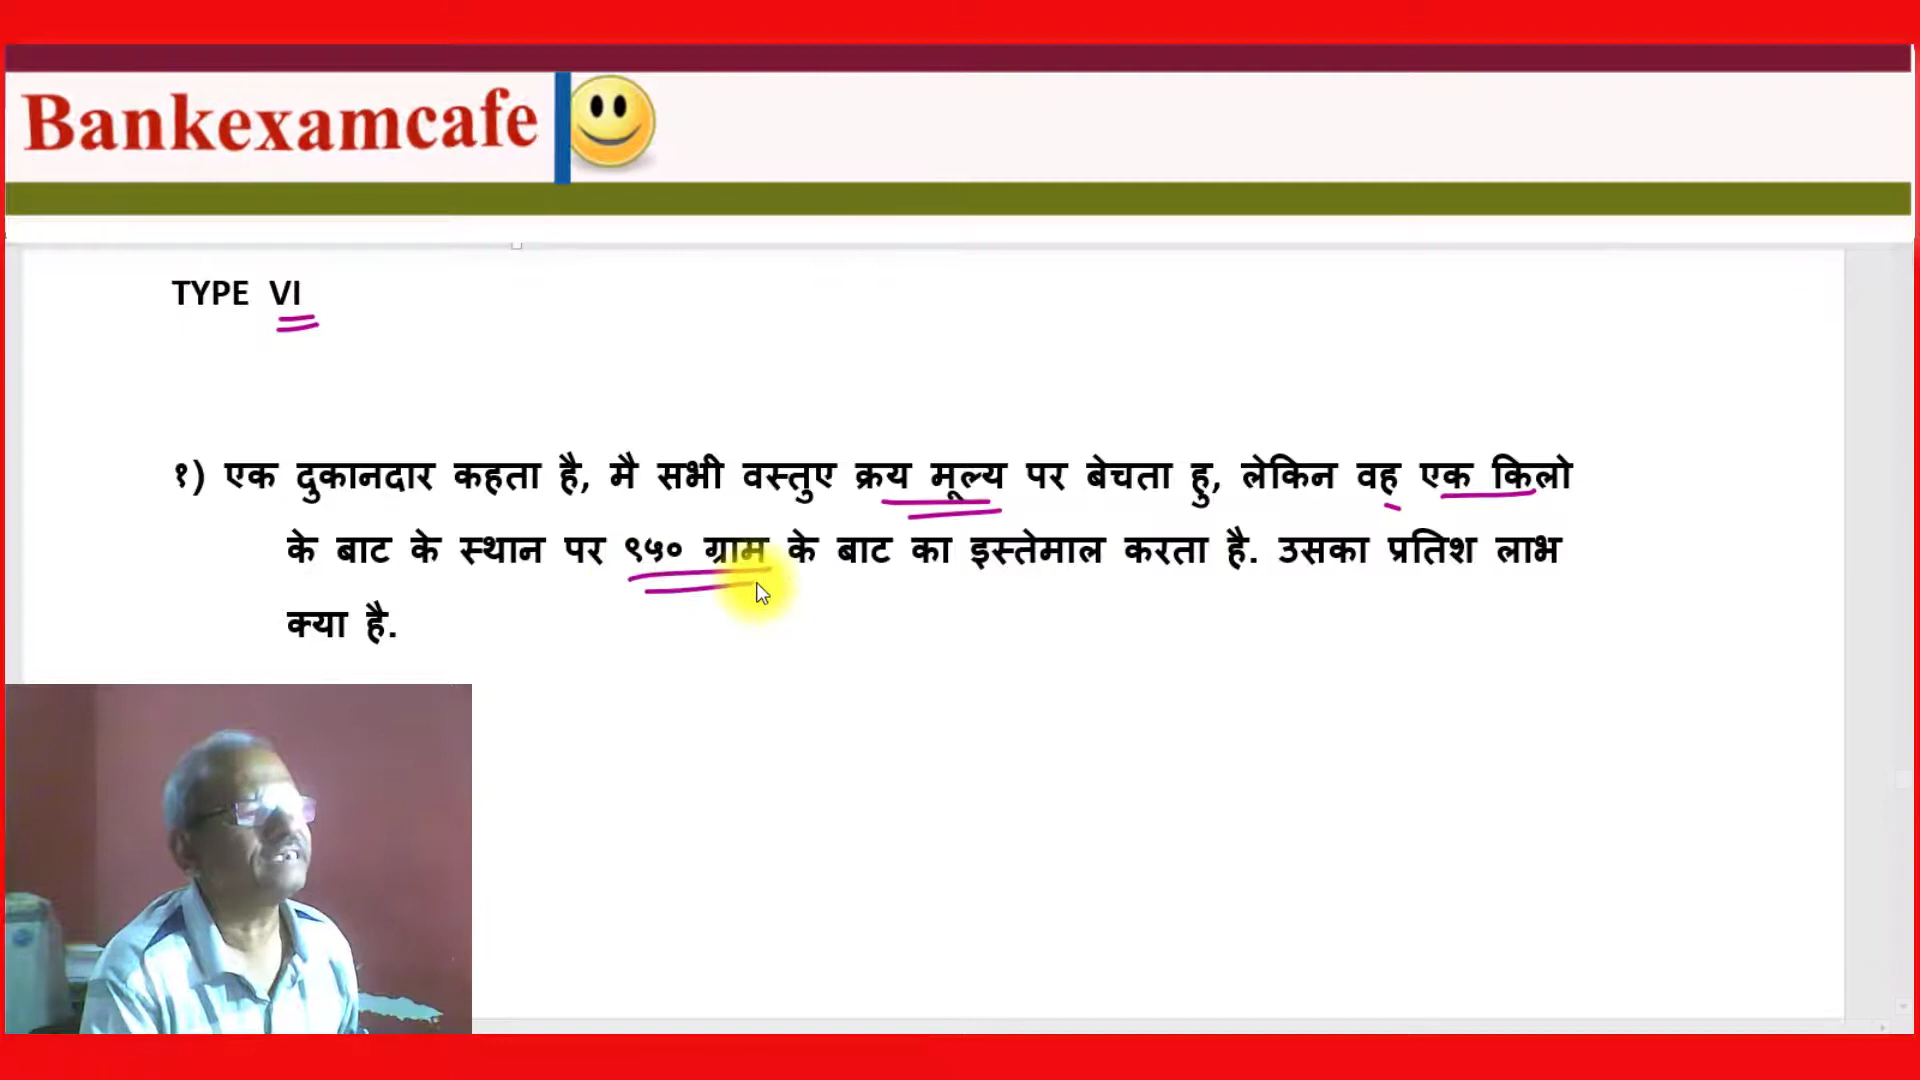 Bankexamcafe
TYPE VI
१) एक दुकानदार कहता है, मै सभी वस्तुए क्रय मूल्य पर बेचता हु, लेकिन वह एक किलो
के बाट के स्थान पर ९५० ग्राम के बाट का इस्तेमाल करता है. उसका प्रतिश लाभ
क्या है.